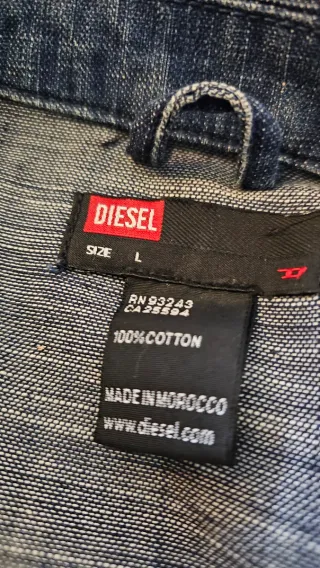 DIESEL
SIZE L
RN 93243
CA 25594
100% COTTON
MADE IN MOROCCO
www.diesel.com